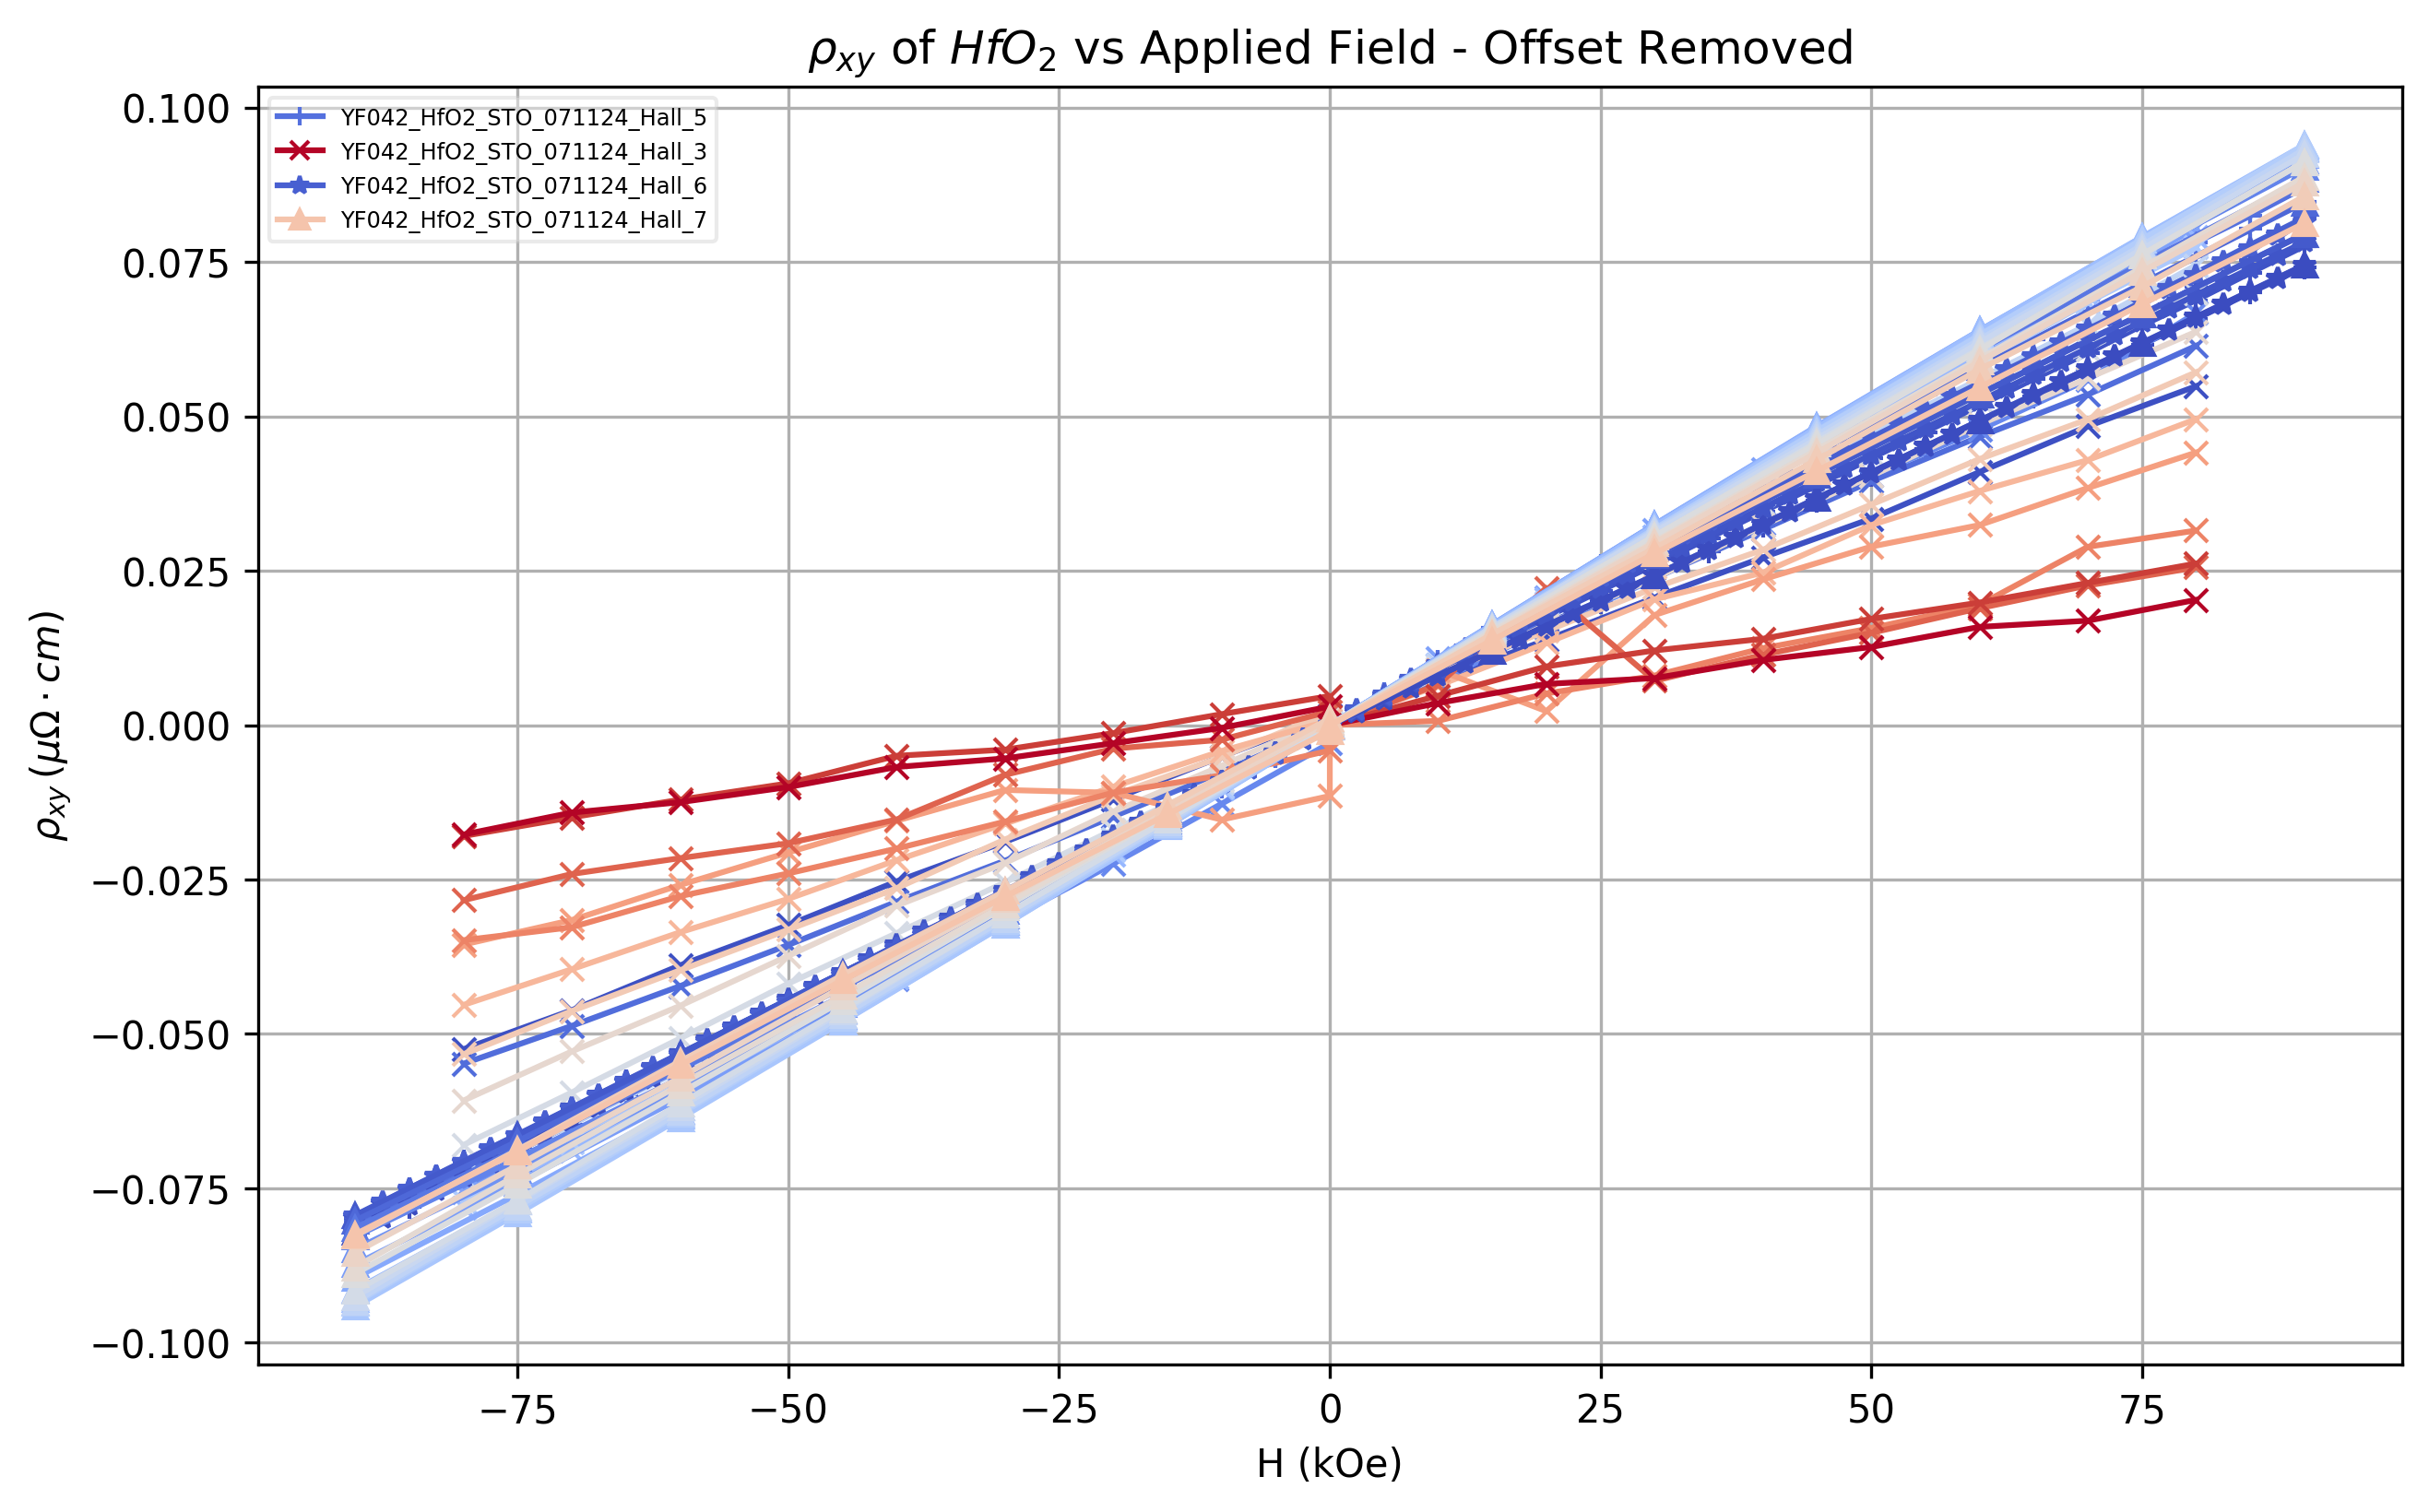 ρxy of HfO2 vs Applied Field - Offset Removed
YF042_HfO2_STO_071124_Hall_5
YF042_HfO2_STO_071124_Hall_3
YF042_HfO2_STO_071124_Hall_6
YF042_HfO2_STO_071124_Hall_7
0.100
0.075
0.050
0.025
0.000
−0.025
−0.050
−0.075
−0.100
ρxy (μΩ · cm)
−75 −50 −25 0 25 50 75
H (kOe)